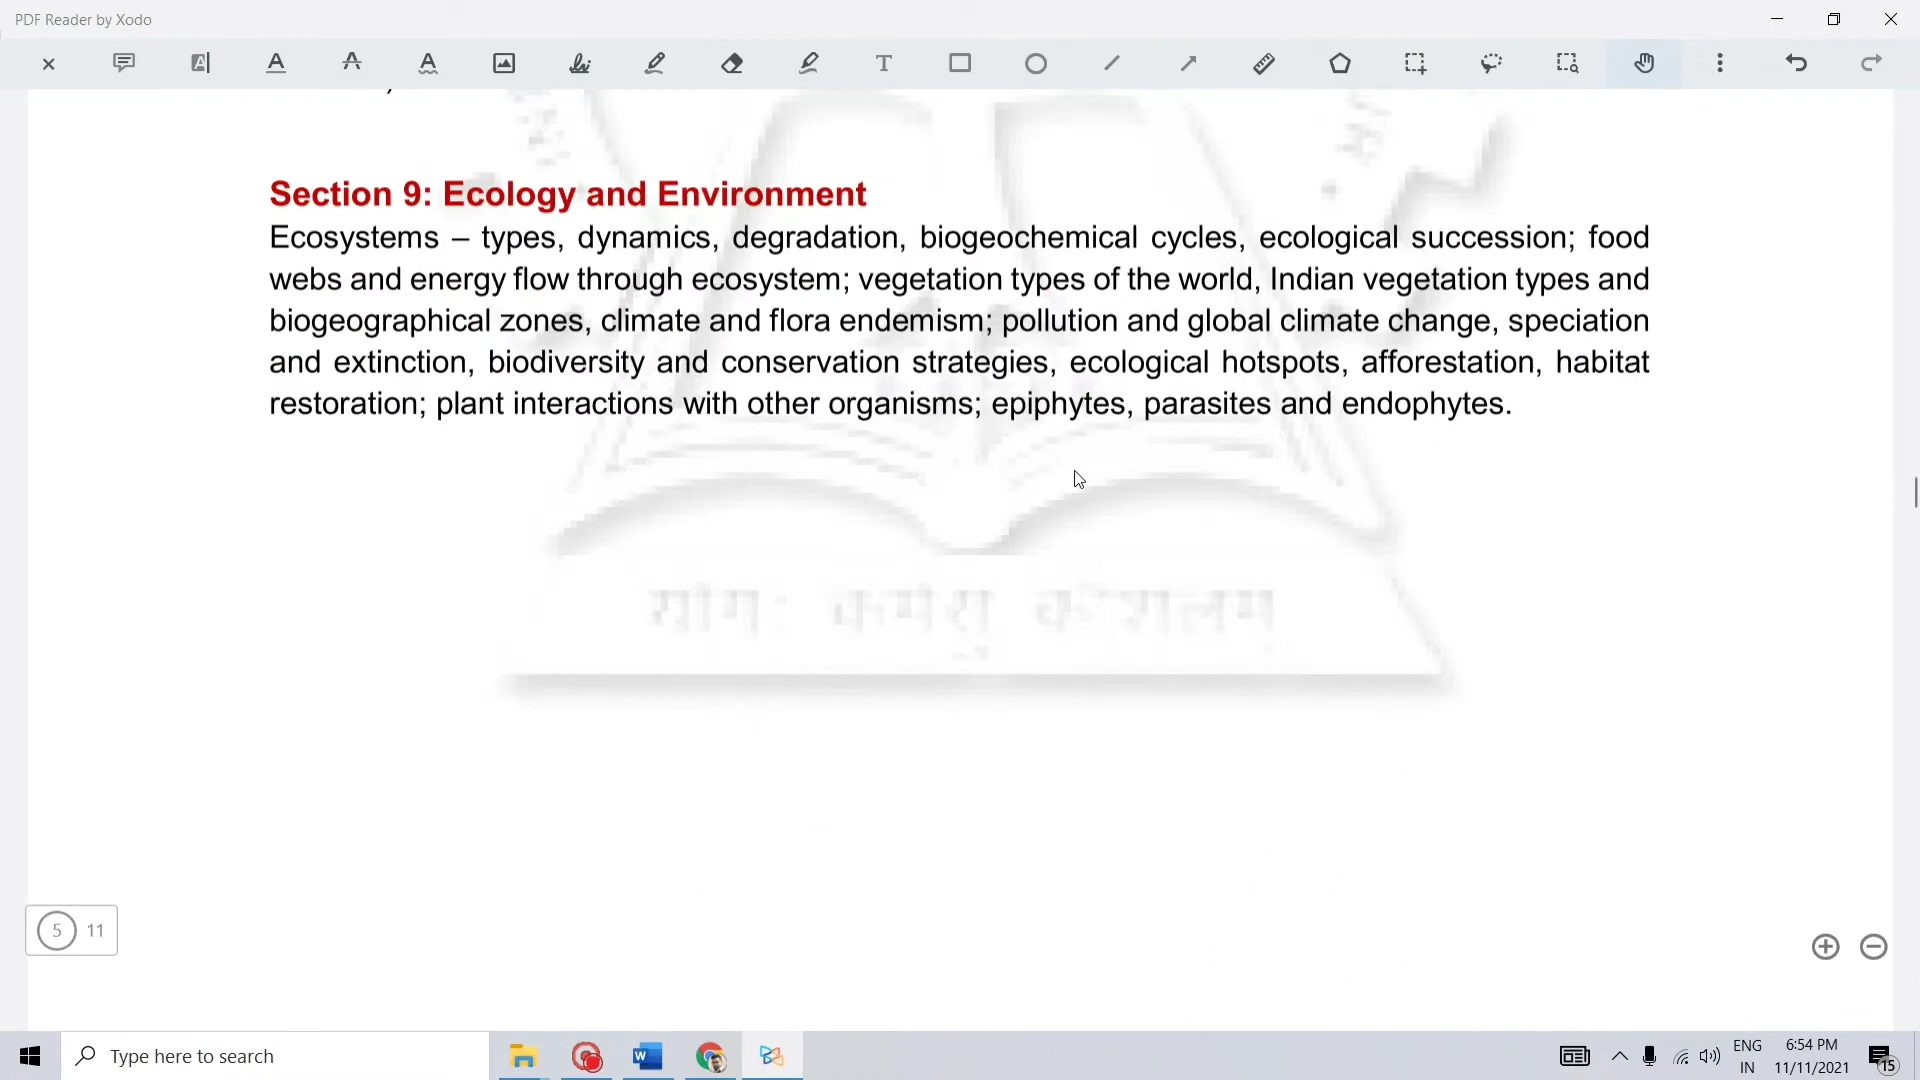 PDF Reader by Xodo
Section 9: Ecology and Environment
Ecosystems – types, dynamics, degradation, biogeochemical cycles, ecological succession; food
webs and energy flow through ecosystem; vegetation types of the world, Indian vegetation types and
biogeographical zones, climate and flora endemism; pollution and global climate change, speciation
and extinction, biodiversity and conservation strategies, ecological hotspots, afforestation, habitat
restoration; plant interactions with other organisms; epiphytes, parasites and endophytes.
योगः कर्मसु कौशलम्
5 11
Type here to search
ENG
IN
6:54 PM
11/11/2021
15